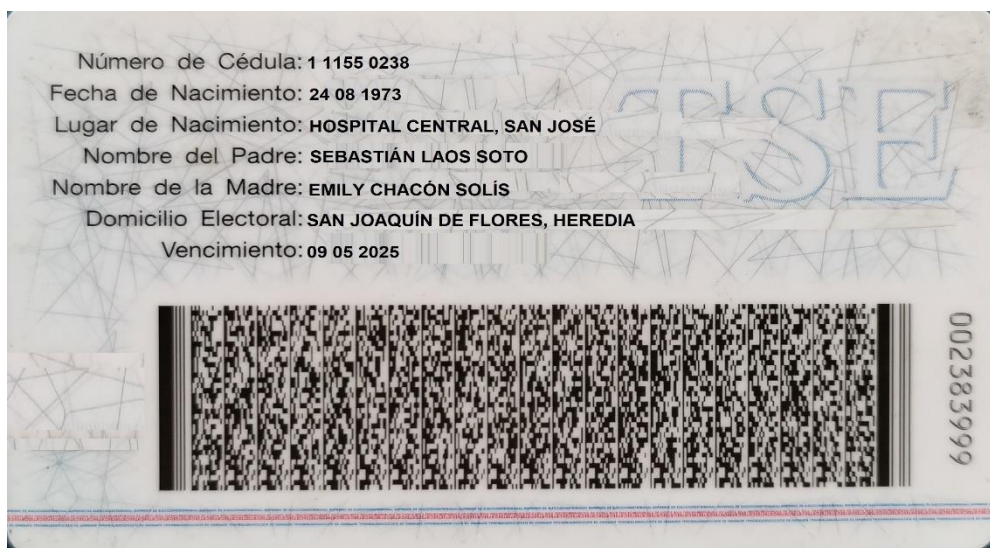 Número de Cédula: 1 1155 0238
Fecha de Nacimiento: 24 08 1973
Lugar de Nacimiento: HOSPITAL CENTRAL, SAN JOSÉ
Nombre del Padre: SEBASTIÁN LAOS SOTO
Nombre de la Madre: EMILY CHACÓN SOLÍS
Domicilio Electoral: SAN JOAQUÍN DE FLORES, HEREDIA
Vencimiento: 09 05 2025
TSE
002383999